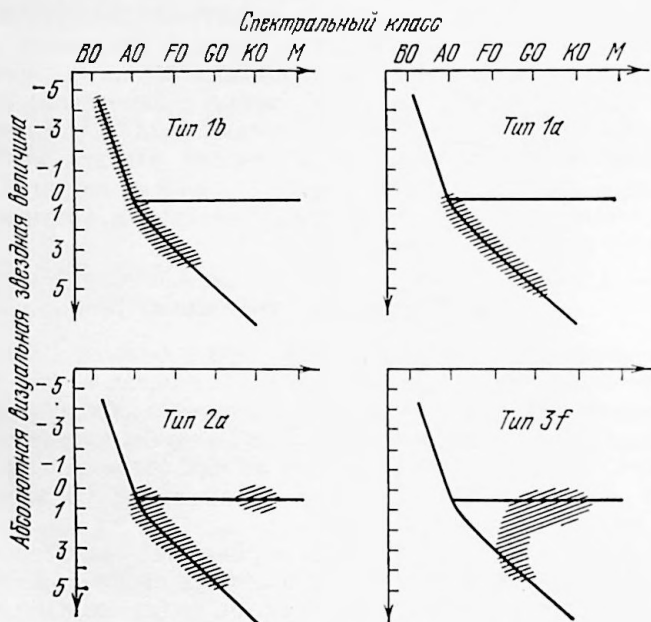 Спектральный класс
B0 A0 F0 G0 K0 M
B0 A0 F0 G0 K0 M
Абсолютная визуальная звездная величина
-5
-3
-1
0
1
3
5
Тип 1b
Тип 1a
-5
-3
-1
0
1
3
5
Тип 2a
Тип 3f